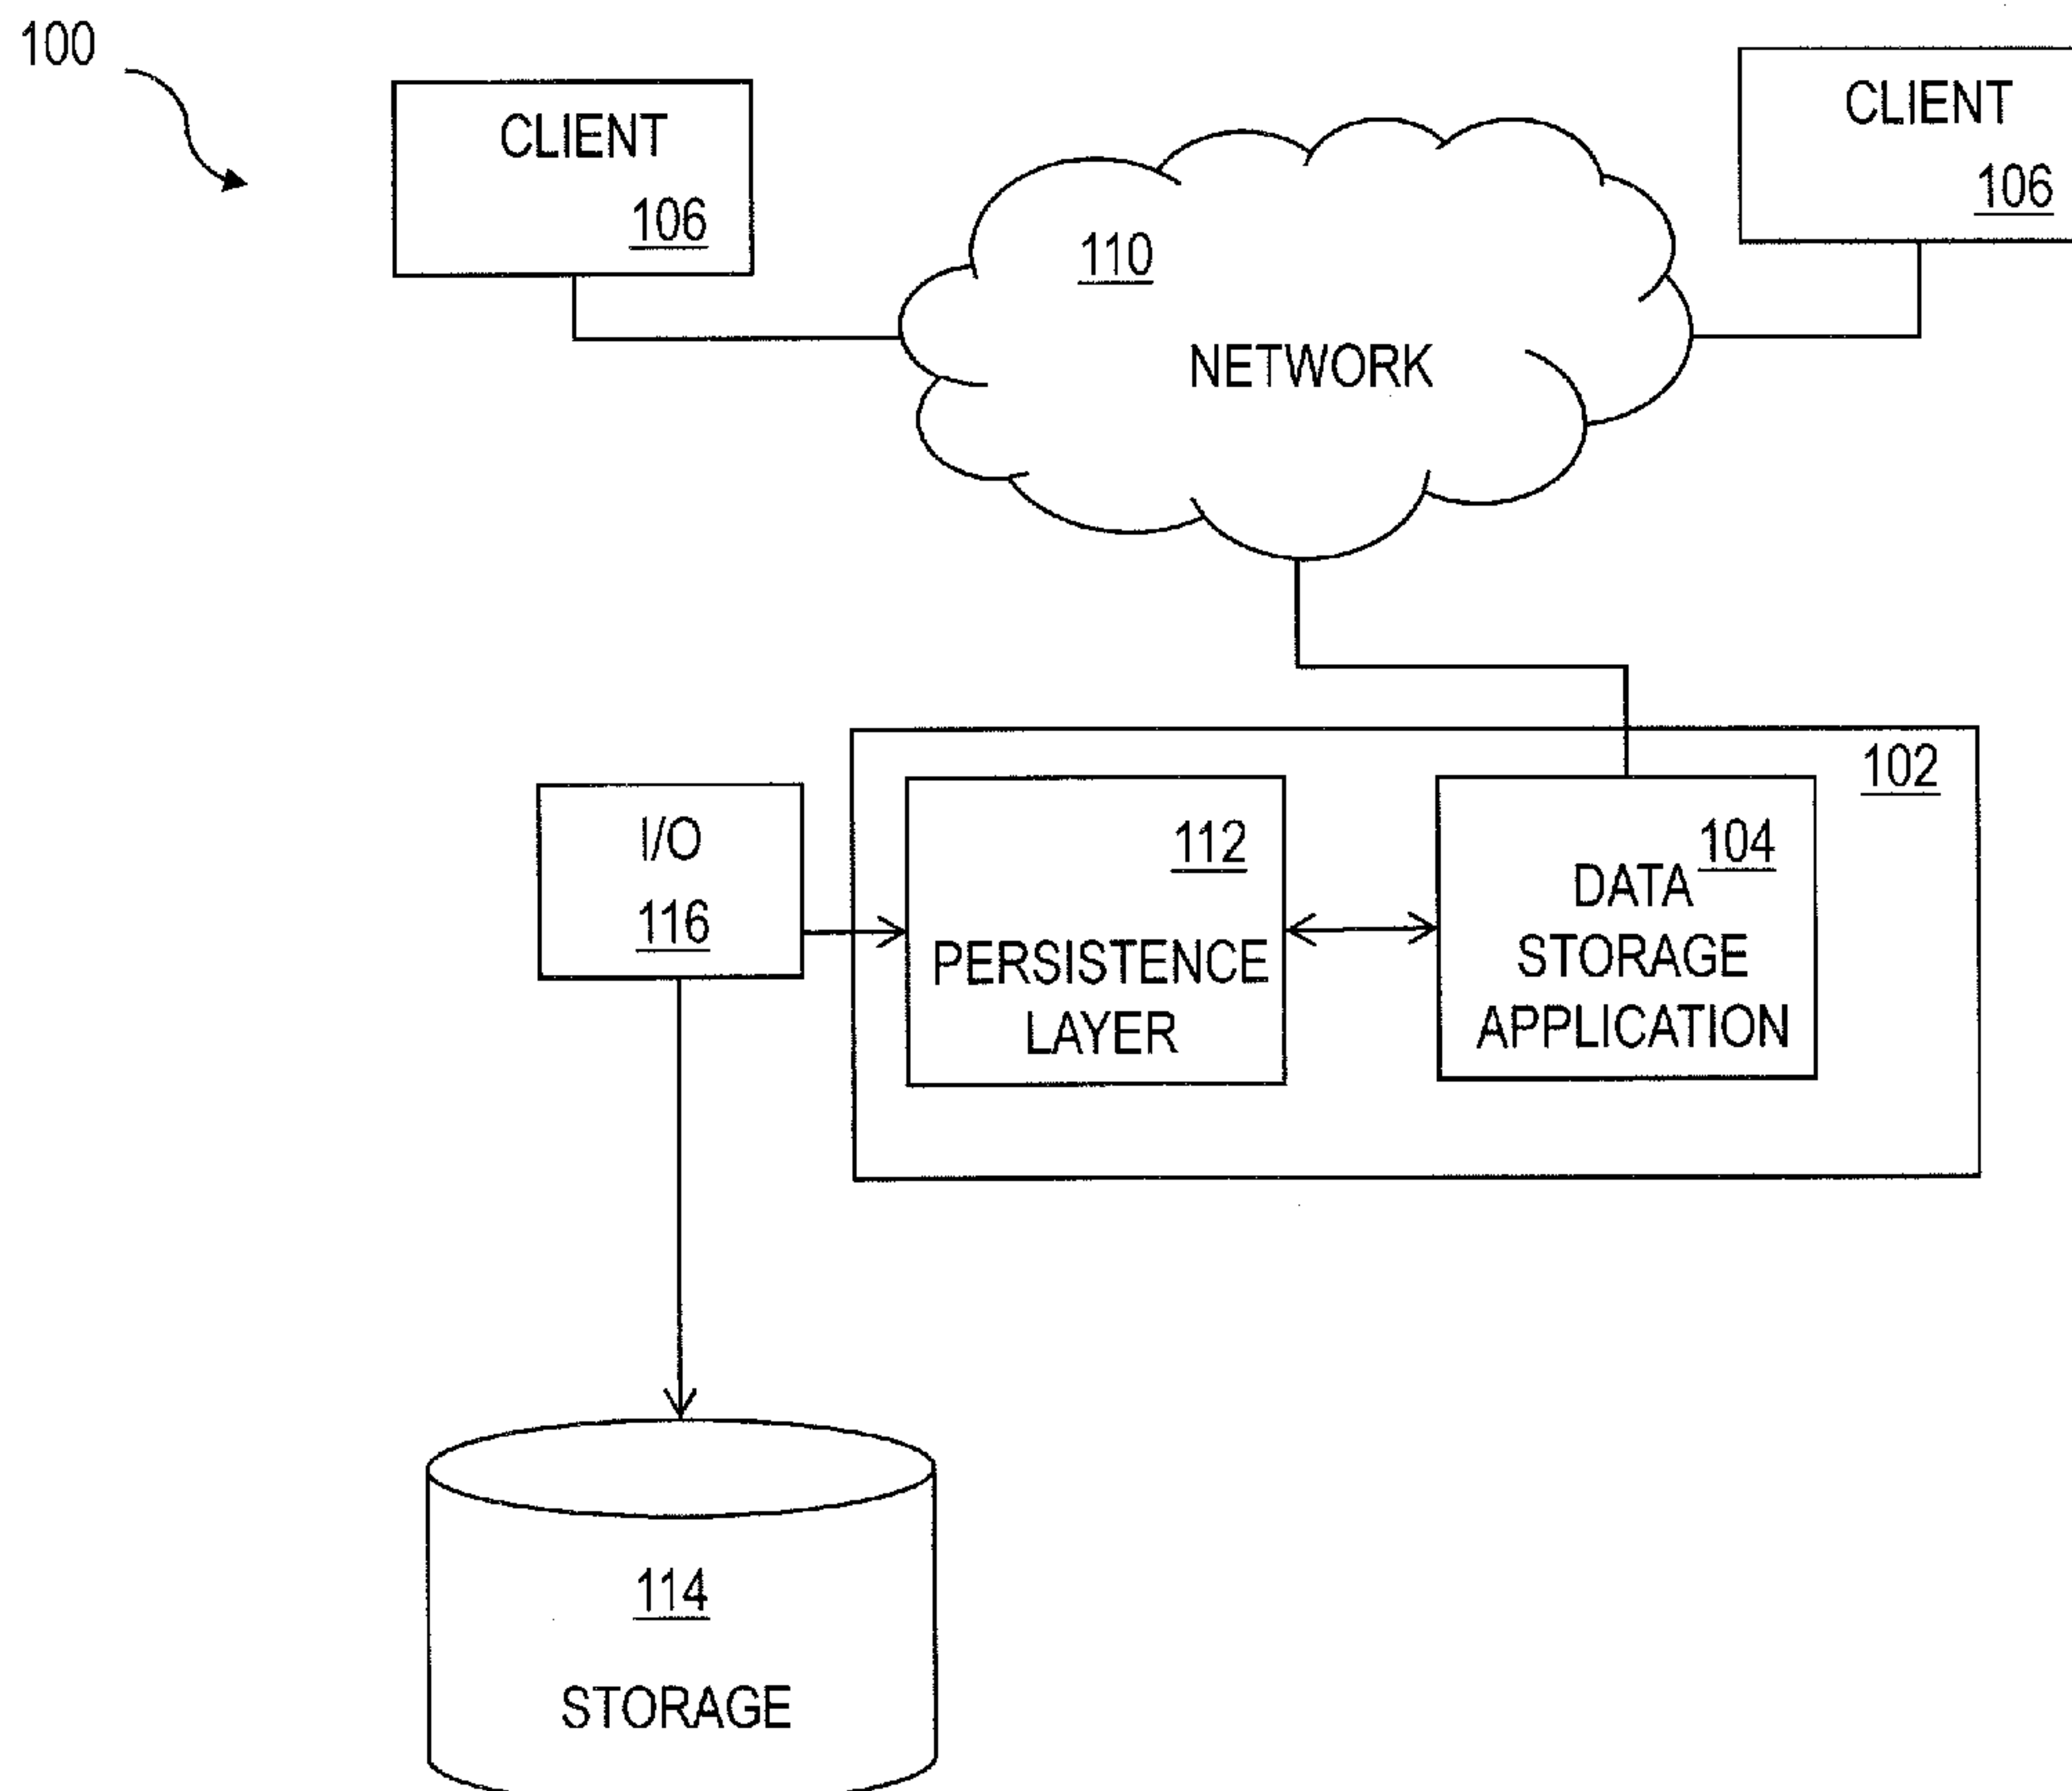 100
CLIENT
106
CLIENT
106
110
NETWORK
102
I/O
116
112
PERSISTENCE
LAYER
104
DATA
STORAGE
APPLICATION
114
STORAGE